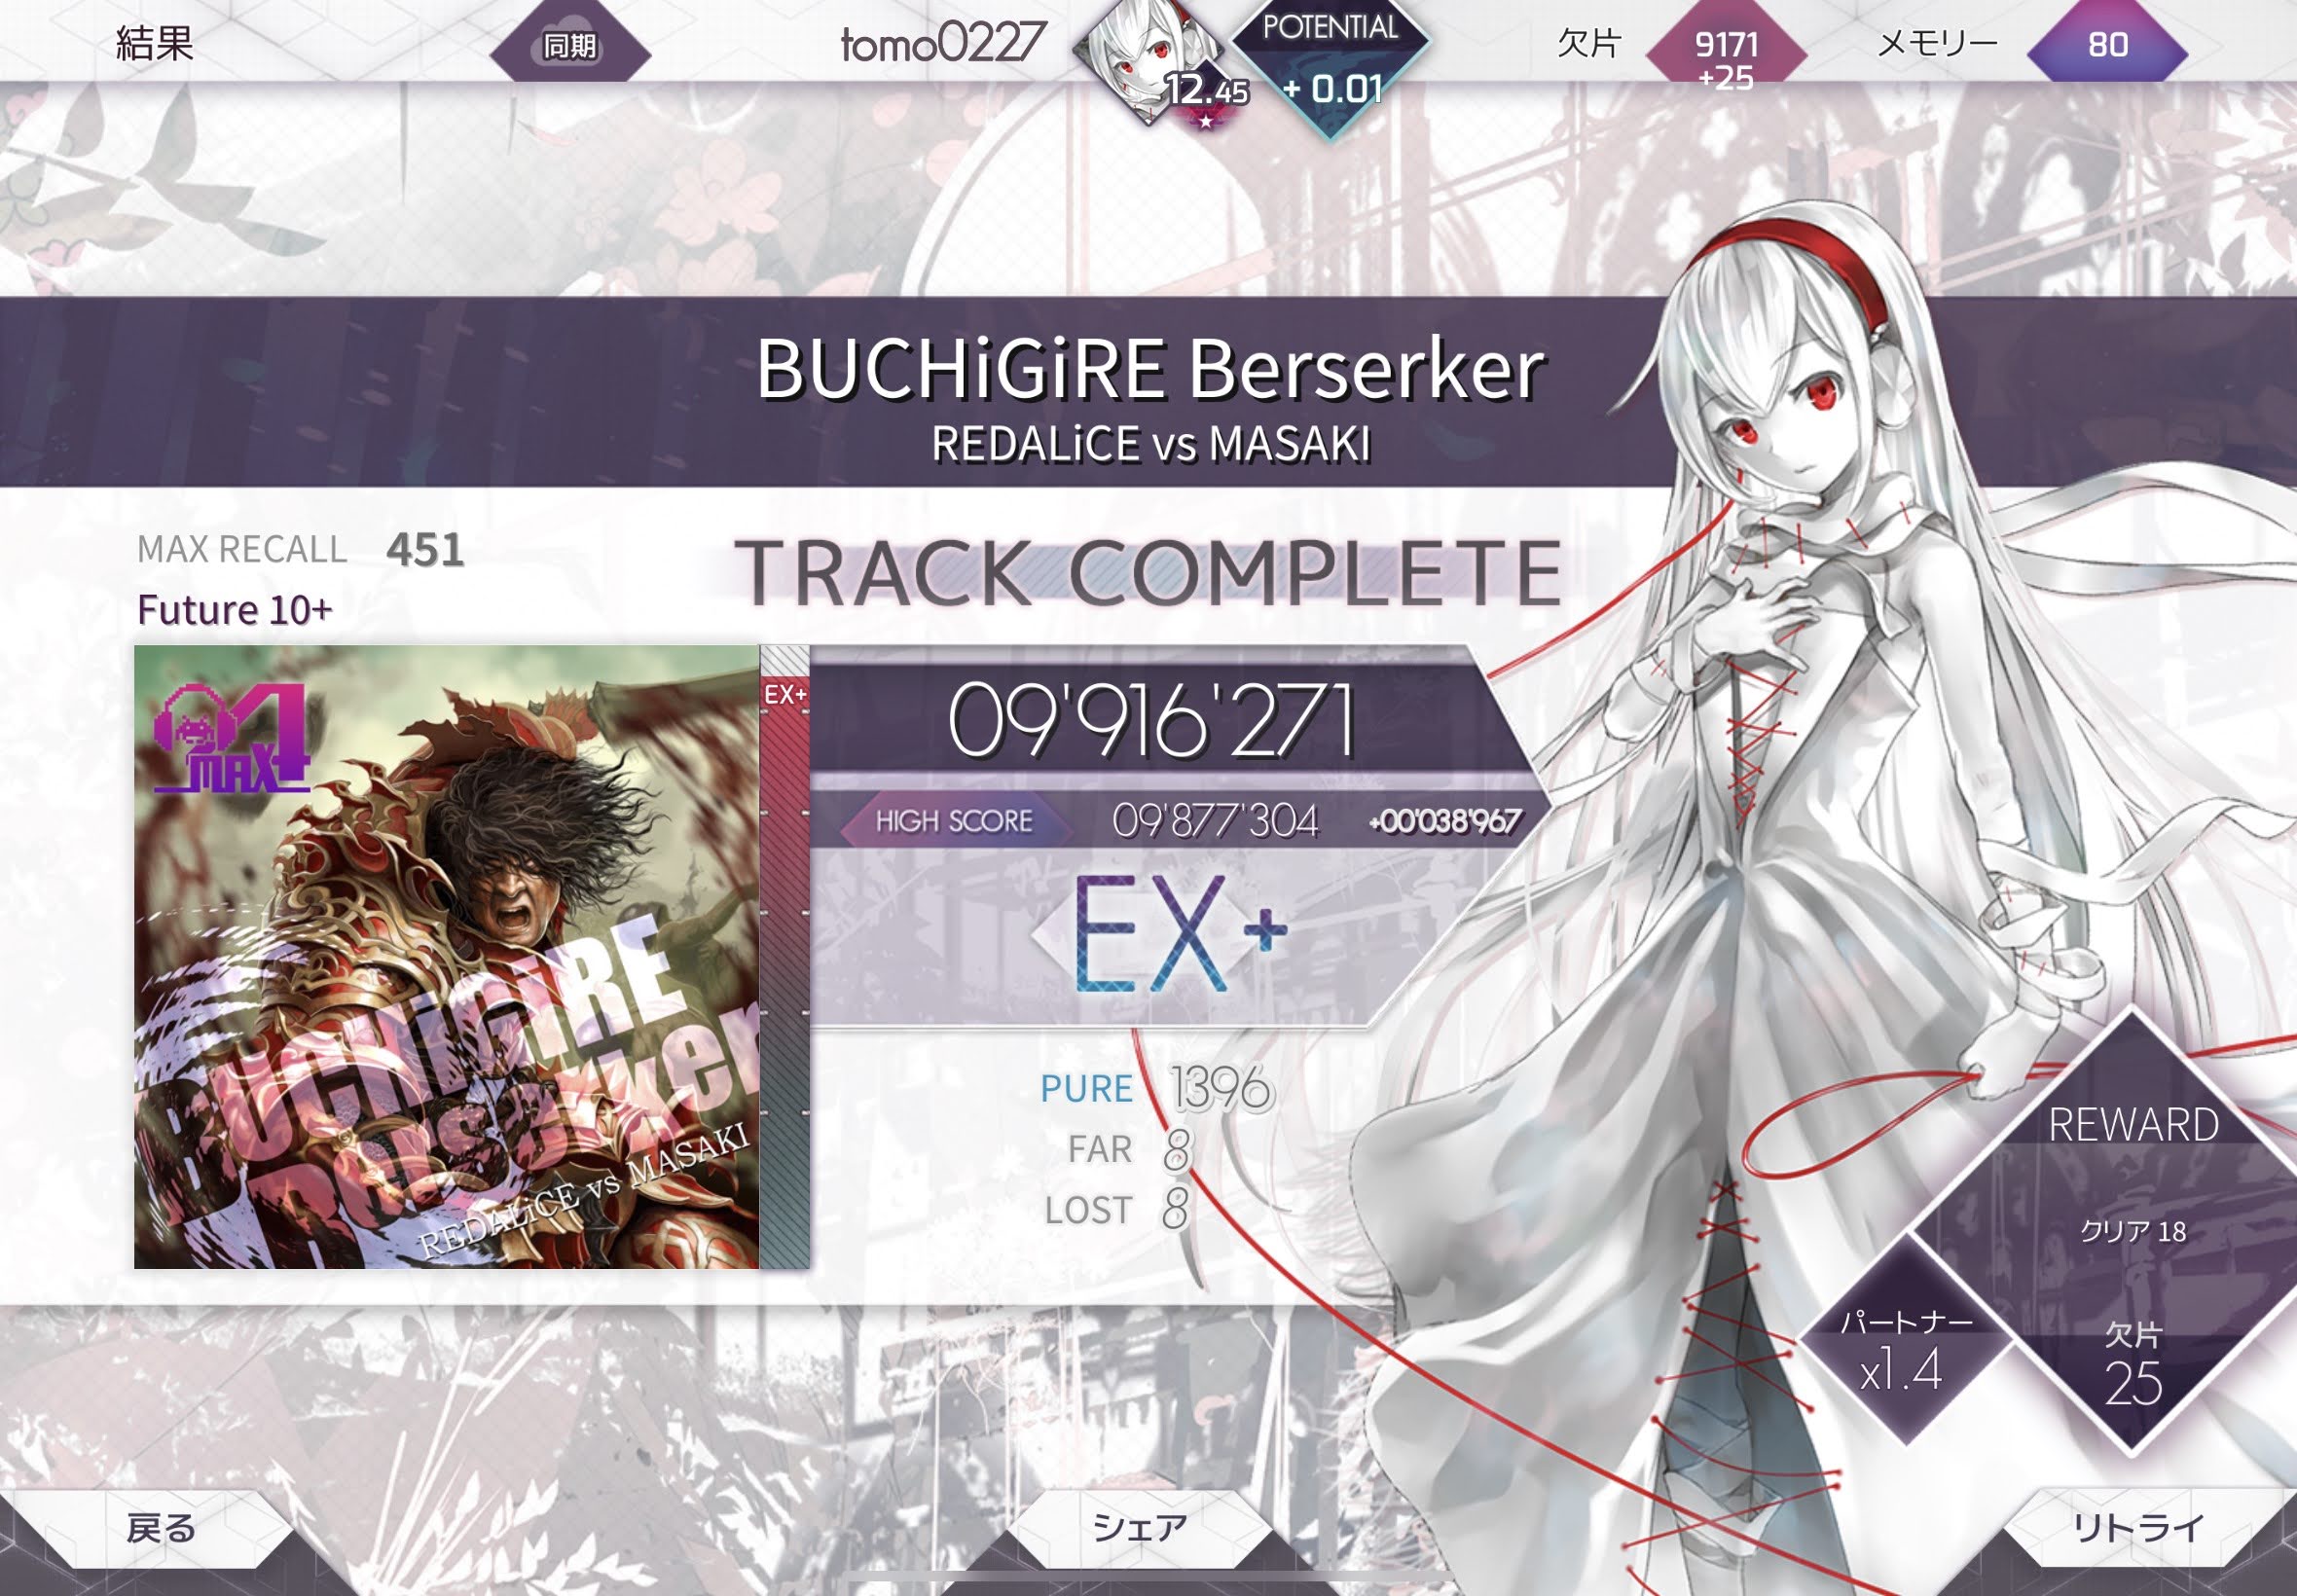 結果
同期
tomo0227
12.45
POTENTIAL
+ 0.01
欠片
9171
+25
メモリー
80
BUCHiGiRE Berserker
REDALiCE vs MASAKI
MAX RECALL 451
Future 10+
TRACK COMPLETE
MAX
BUCHiGiRE
Berserker
REDALiCE vs MASAKI
EX+
09'916'271
HIGH SCORE 09'877'304 +00'038'967
EX+
PURE 1396
FAR 8
LOST 8
REWARD
クリア 18
欠片
25
パートナー
x1.4
戻る
シェア
リトライ